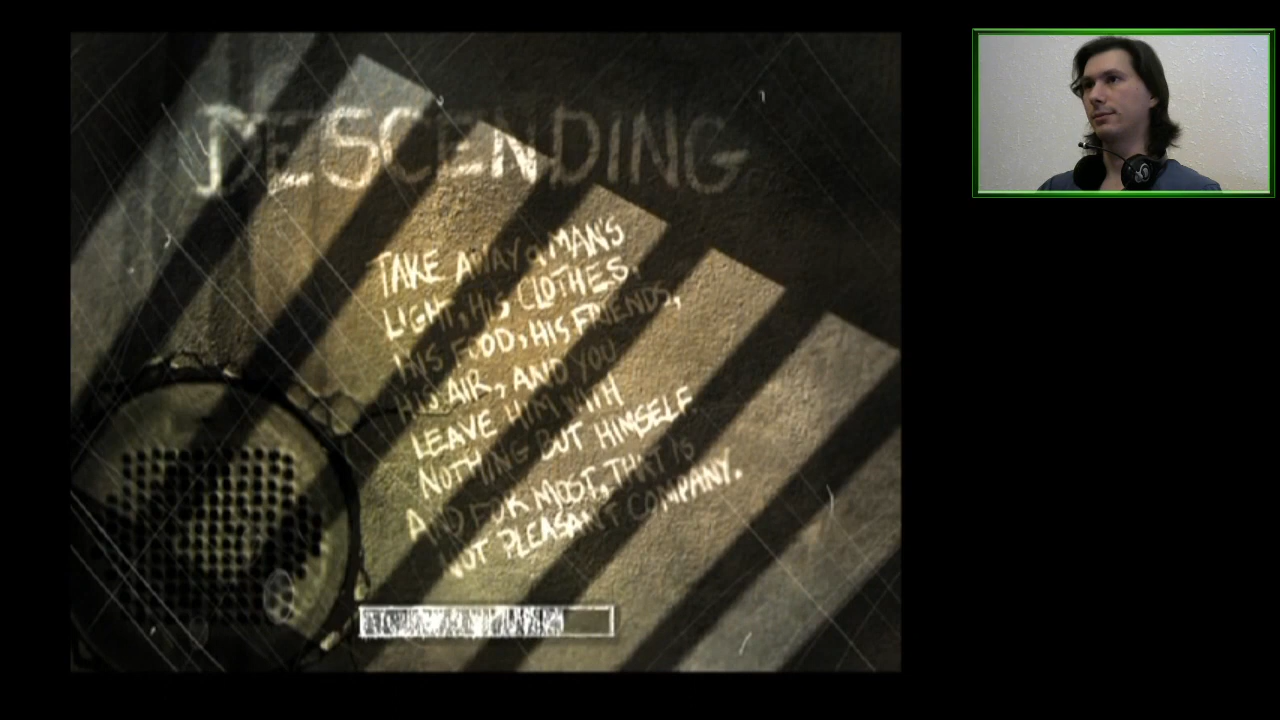 DESCENDING
TAKE AWAY A MAN'S
LIGHT, HIS CLOTHES,
HIS FOOD, HIS FRIENDS,
HIS AIR, AND YOU
LEAVE HIM WITH
NOTHING BUT HIMSELF
AND FOR MOST, THAT IS
NOT PLEASANT COMPANY.